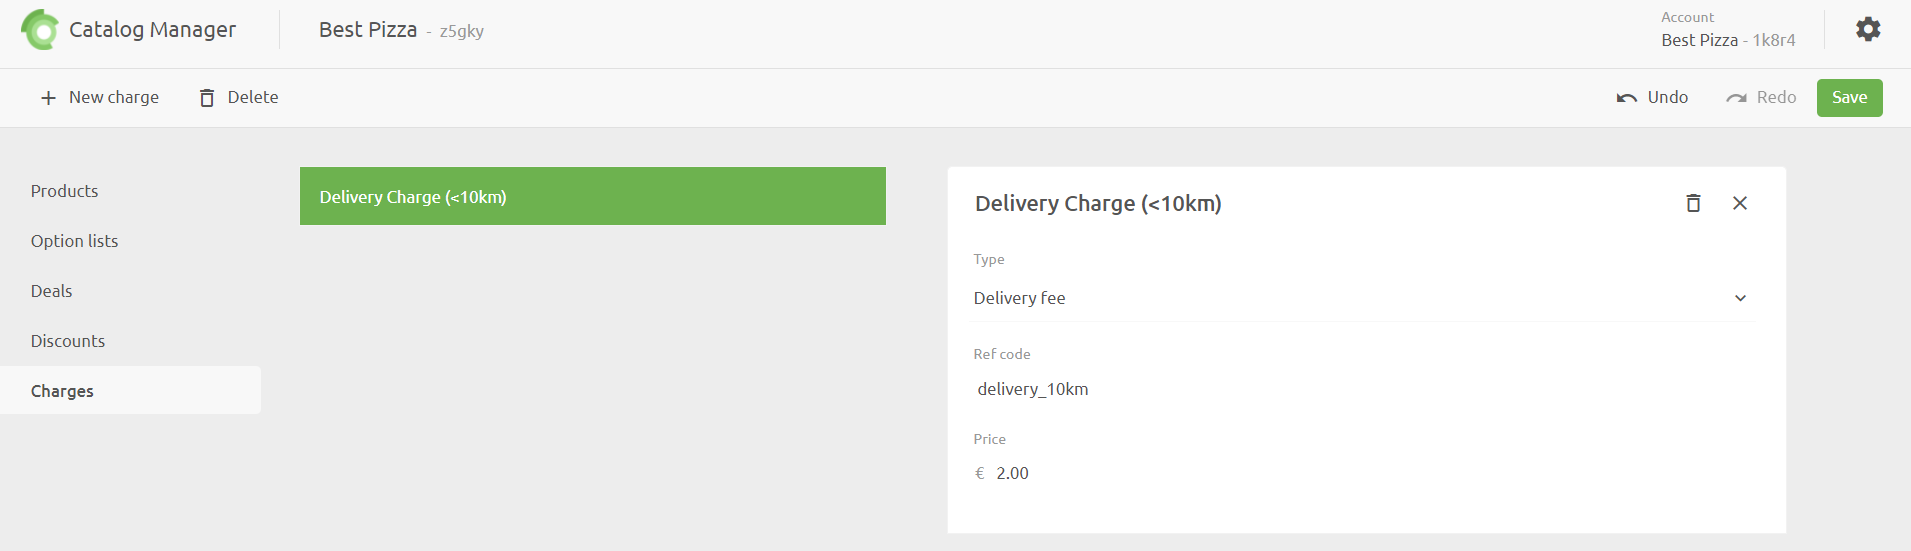 Catalog Manager
Best Pizza - z5gky
Account
Best Pizza - 1k8r4
New charge
Delete
Undo
Redo
Save
Products
Option lists
Deals
Discounts
Charges
Delivery Charge (<10km)
Delivery Charge (<10km)
Type
Delivery fee
Ref code
delivery_10km
Price
€ 2.00